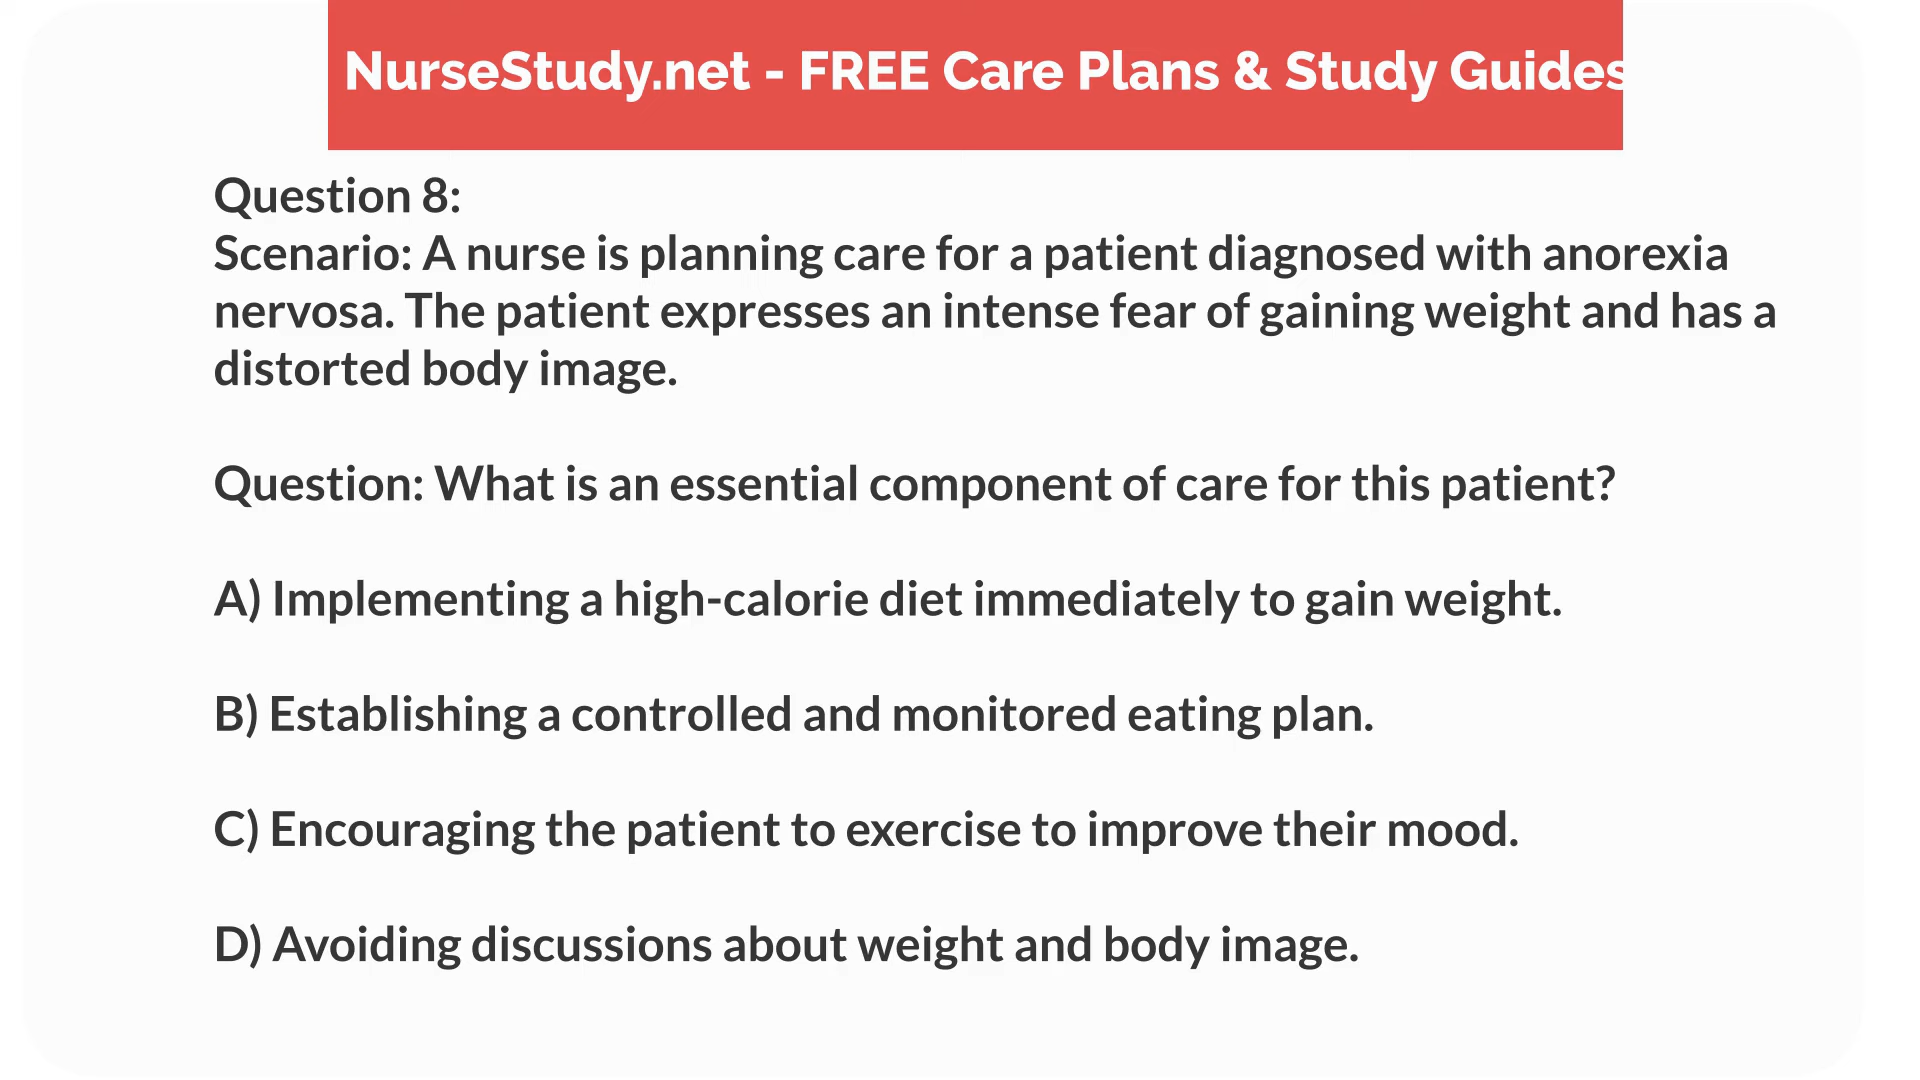 NurseStudy.net - FREE Care Plans & Study Guides
Question 8:
Scenario: A nurse is planning care for a patient diagnosed with anorexia
nervosa. The patient expresses an intense fear of gaining weight and has a
distorted body image.
Question: What is an essential component of care for this patient?
A) Implementing a high-calorie diet immediately to gain weight.
B) Establishing a controlled and monitored eating plan.
C) Encouraging the patient to exercise to improve their mood.
D) Avoiding discussions about weight and body image.